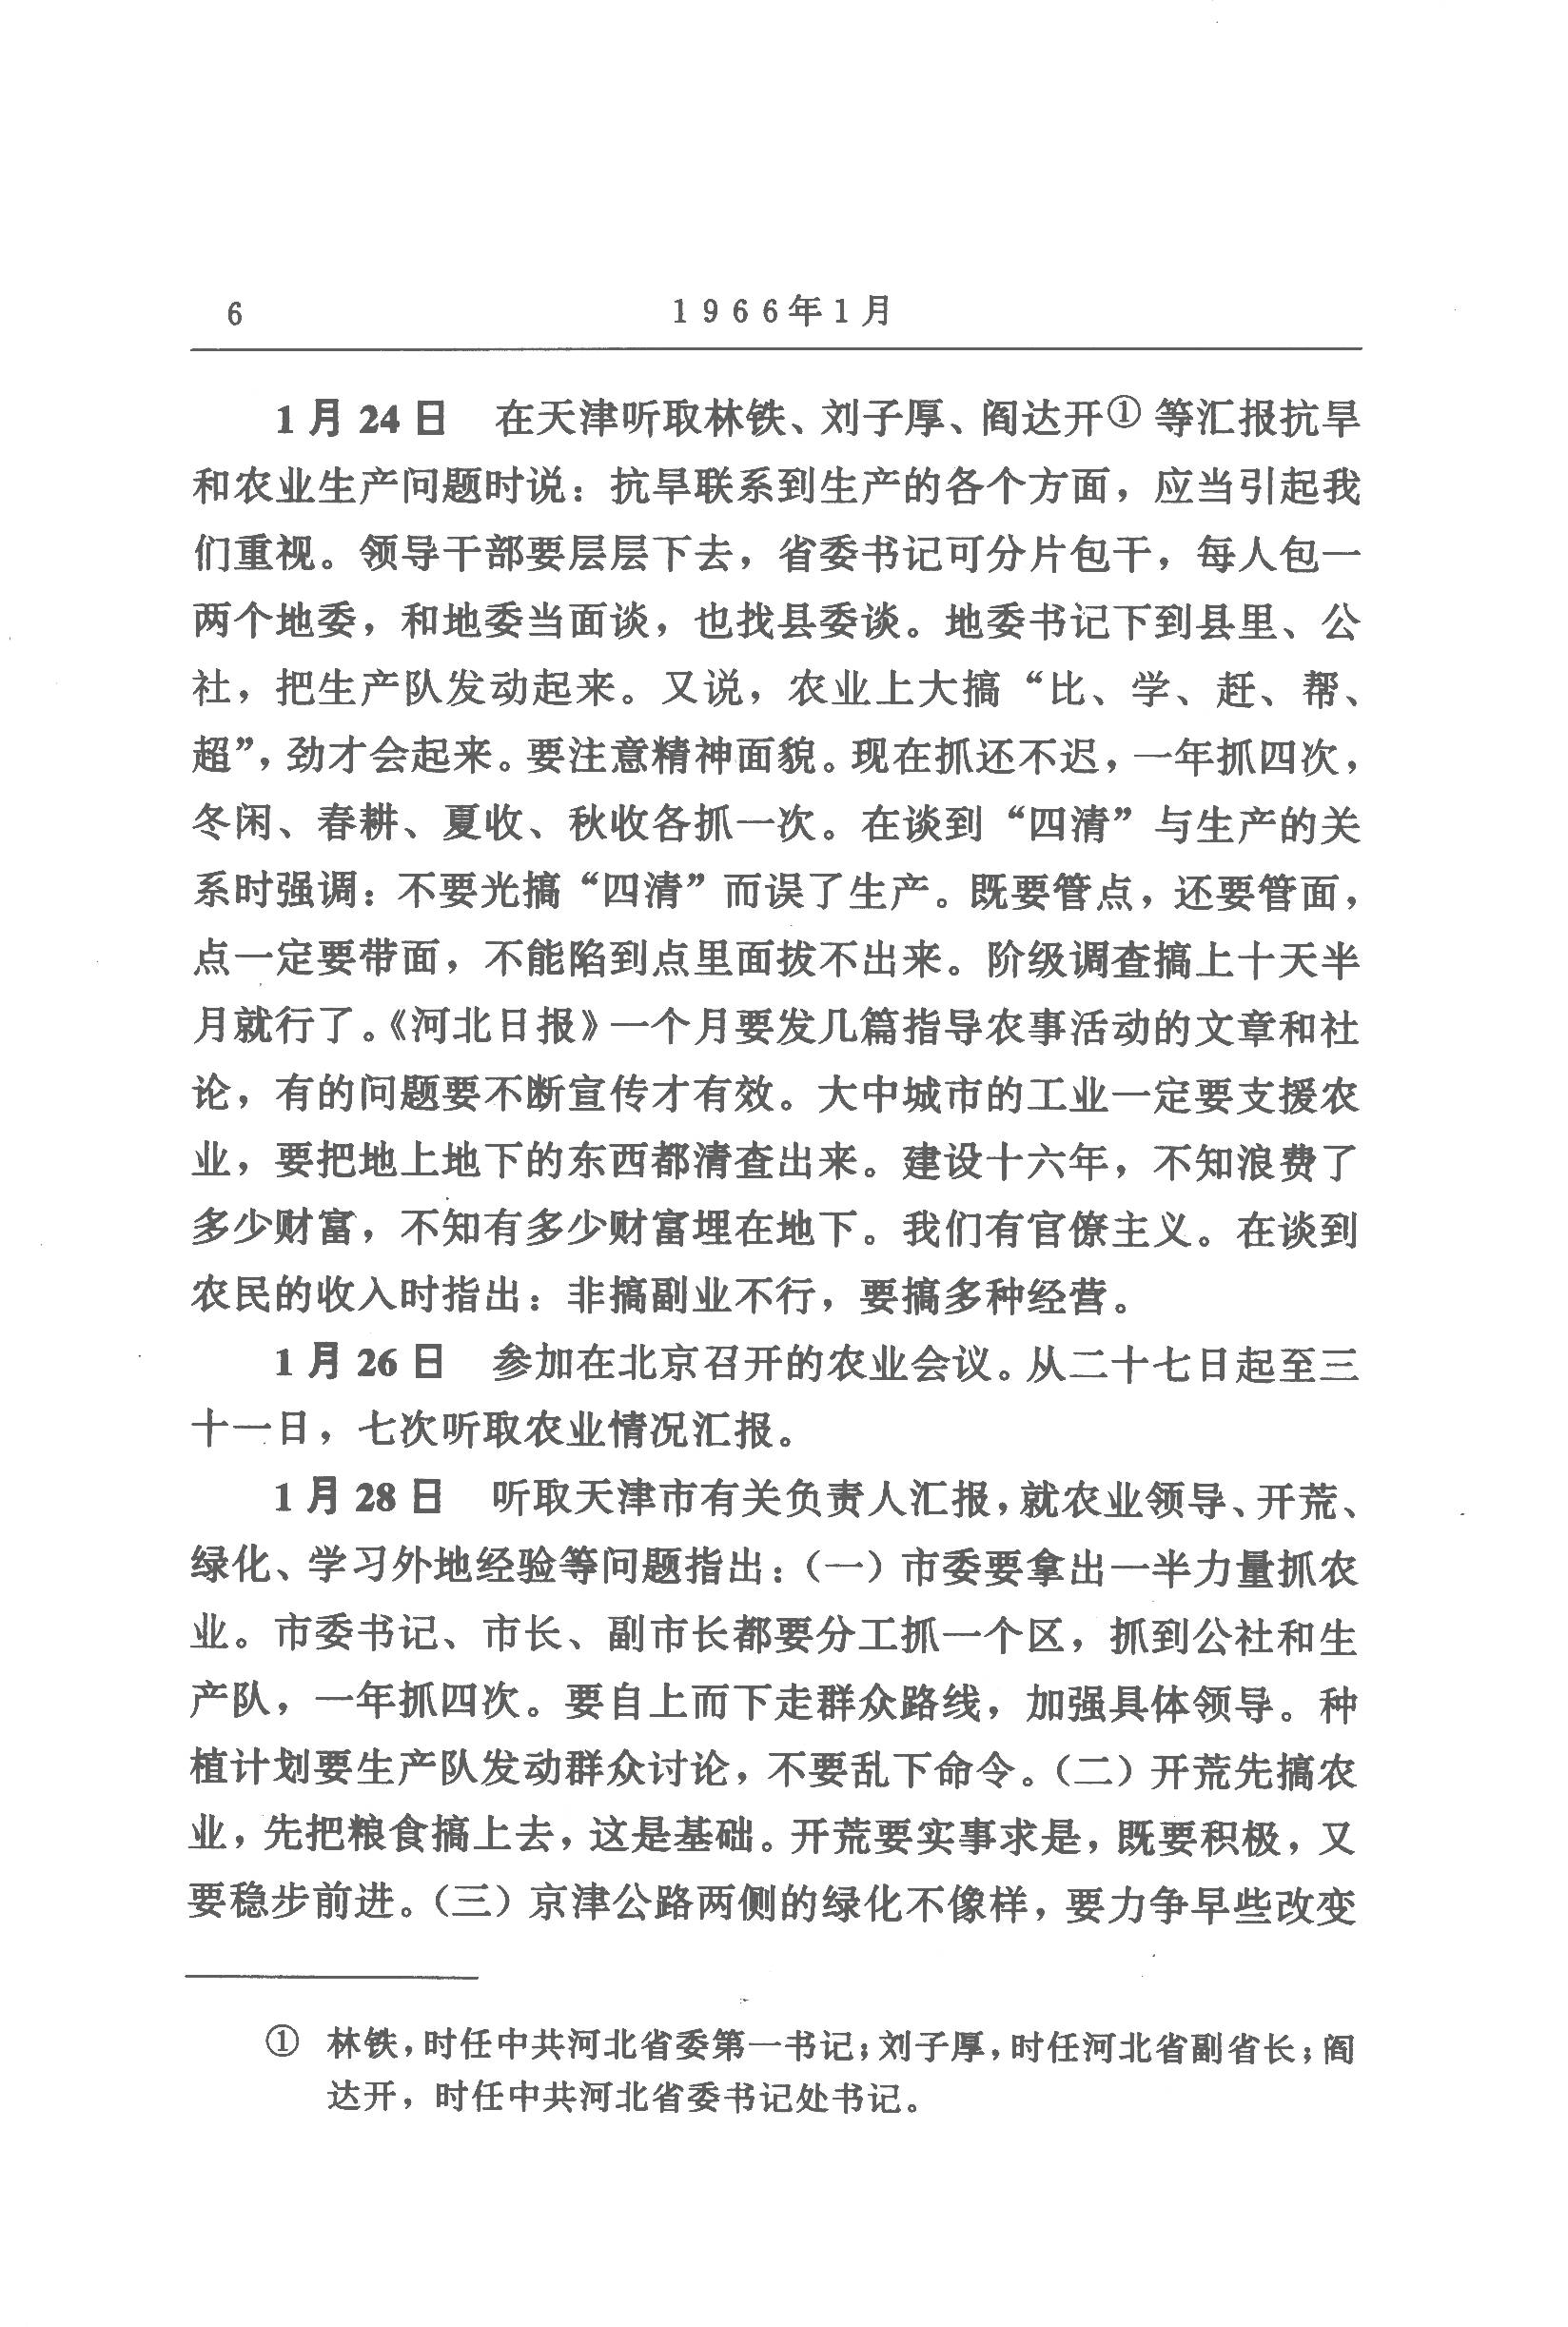 6
1966年1月
1月24日 在天津听取林铁、刘子厚、阎达开①等汇报抗旱
和农业生产问题时说：抗旱联系到生产的各个方面，应当引起我
们重视。领导干部要层层下去，省委书记可分片包干，每人包一
两个地委，和地委当面谈，也找县委谈。地委书记下到县里、公
社，把生产队发动起来。又说，农业上大搞“比、学、赶、帮、
超”，劲才会起来。要注意精神面貌。现在抓还不迟，一年抓四次，
冬闲、春耕、夏收、秋收各抓一次。在谈到“四清”与生产的关
系时强调：不要光搞“四清”而误了生产。既要管点，还要管面，
点一定要带面，不能陷到点里面拔不出来。阶级调查搞上十天半
月就行了。《河北日报》一个月要发几篇指导农事活动的文章和社
论，有的问题要不断宣传才有效。大中城市的工业一定要支援农
业，要把地上地下的东西都清查出来。建设十六年，不知浪费了
多少财富，不知有多少财富埋在地下。我们有官僚主义。在谈到
农民的收入时指出：非搞副业不行，要搞多种经营。
1月26日 参加在北京召开的农业会议。从二十七日起至三
十一日，七次听取农业情况汇报。
1月28日 听取天津市有关负责人汇报，就农业领导、开荒、
绿化、学习外地经验等问题指出：（一）市委要拿出一半力量抓农
业。市委书记、市长、副市长都要分工抓一个区，抓到公社和生
产队，一年抓四次。要自上而下走群众路线，加强具体领导。种
植计划要生产队发动群众讨论，不要乱下命令。（二）开荒先搞农
业，先把粮食搞上去，这是基础。开荒要实事求是，既要积极，又
要稳步前进。（三）京津公路两侧的绿化不像样，要力争早些改变
① 林铁，时任中共河北省委第一书记；刘子厚，时任河北省副省长；阎
达开，时任中共河北省委书记处书记。